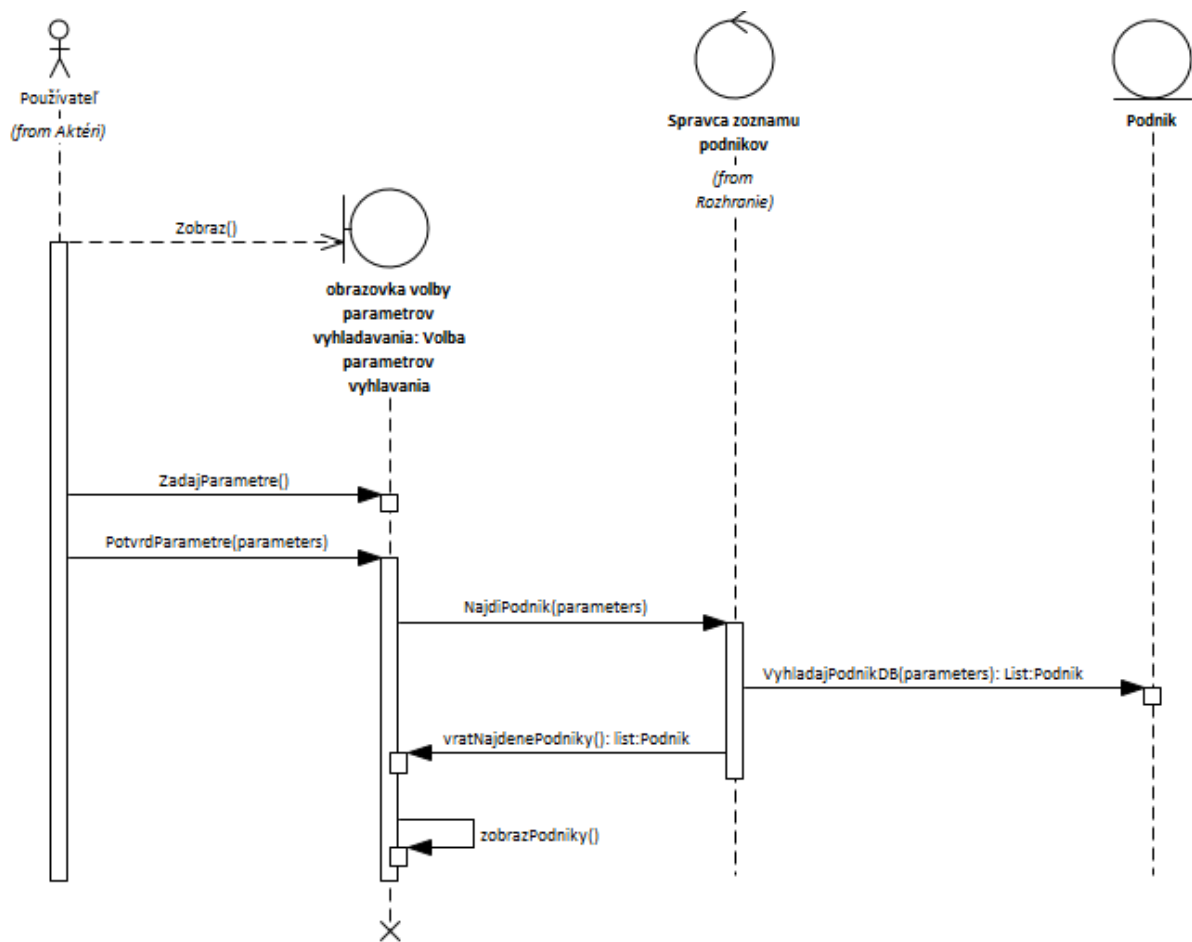 Používateľ
(from Aktéri)
Spravca zoznamu
podnikov
(from
Rozhranie)
Podnik
Zobraz()
obrazovka volby
parametrov
vyhladavania: Volba
parametrov
vyhlavania
ZadajParametre()
PotvrdParametre(parameters)
NajdiPodnik(parameters)
VyhladajPodnikDB(parameters): List:Podnik
vratNajdenePodniky(): list:Podnik
zobrazPodniky()